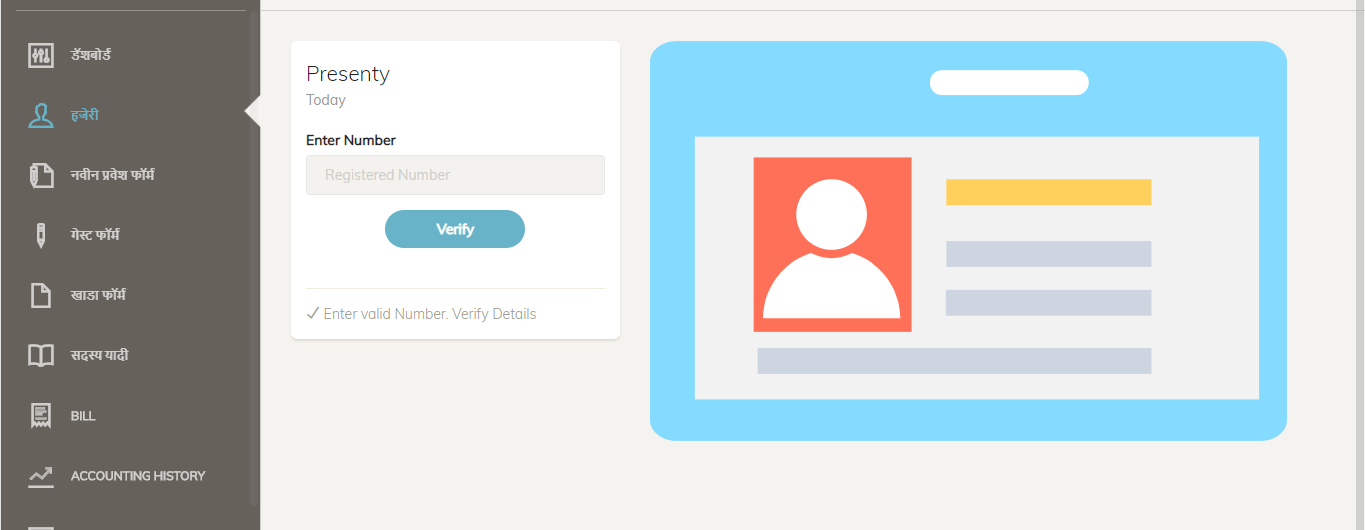 डॅशबोर्ड
हजेरी
नवीन प्रवेश फॉर्म
गेस्ट फॉर्म
खाडा फॉर्म
सदस्य यादी
BILL
ACCOUNTING HISTORY
Presenty
Today
Enter Number
Registered Number
Verify
Enter valid Number. Verify Details